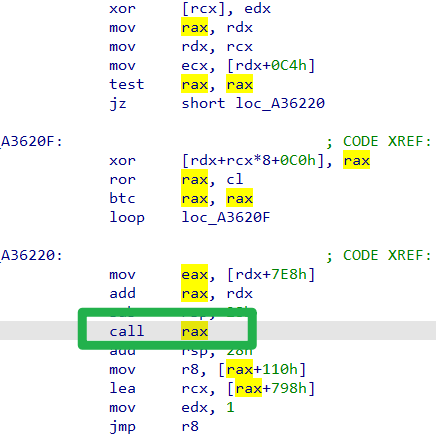 xor [rcx], edx
mov rax, rdx
mov rdx, rcx
mov ecx, [rdx+0C4h]
test rax, rax
jz short loc_A36220
_A3620F: ; CODE XREF:
xor [rdx+rcx*8+0C0h], rax
ror rax, cl
btc rax, rax
loop loc_A3620F
_A36220: ; CODE XREF:
mov eax, [rdx+7E8h]
add rax, rdx
call rax
add rsp, 28h
mov r8, [rax+110h]
lea rcx, [rax+798h]
mov edx, 1
jmp r8